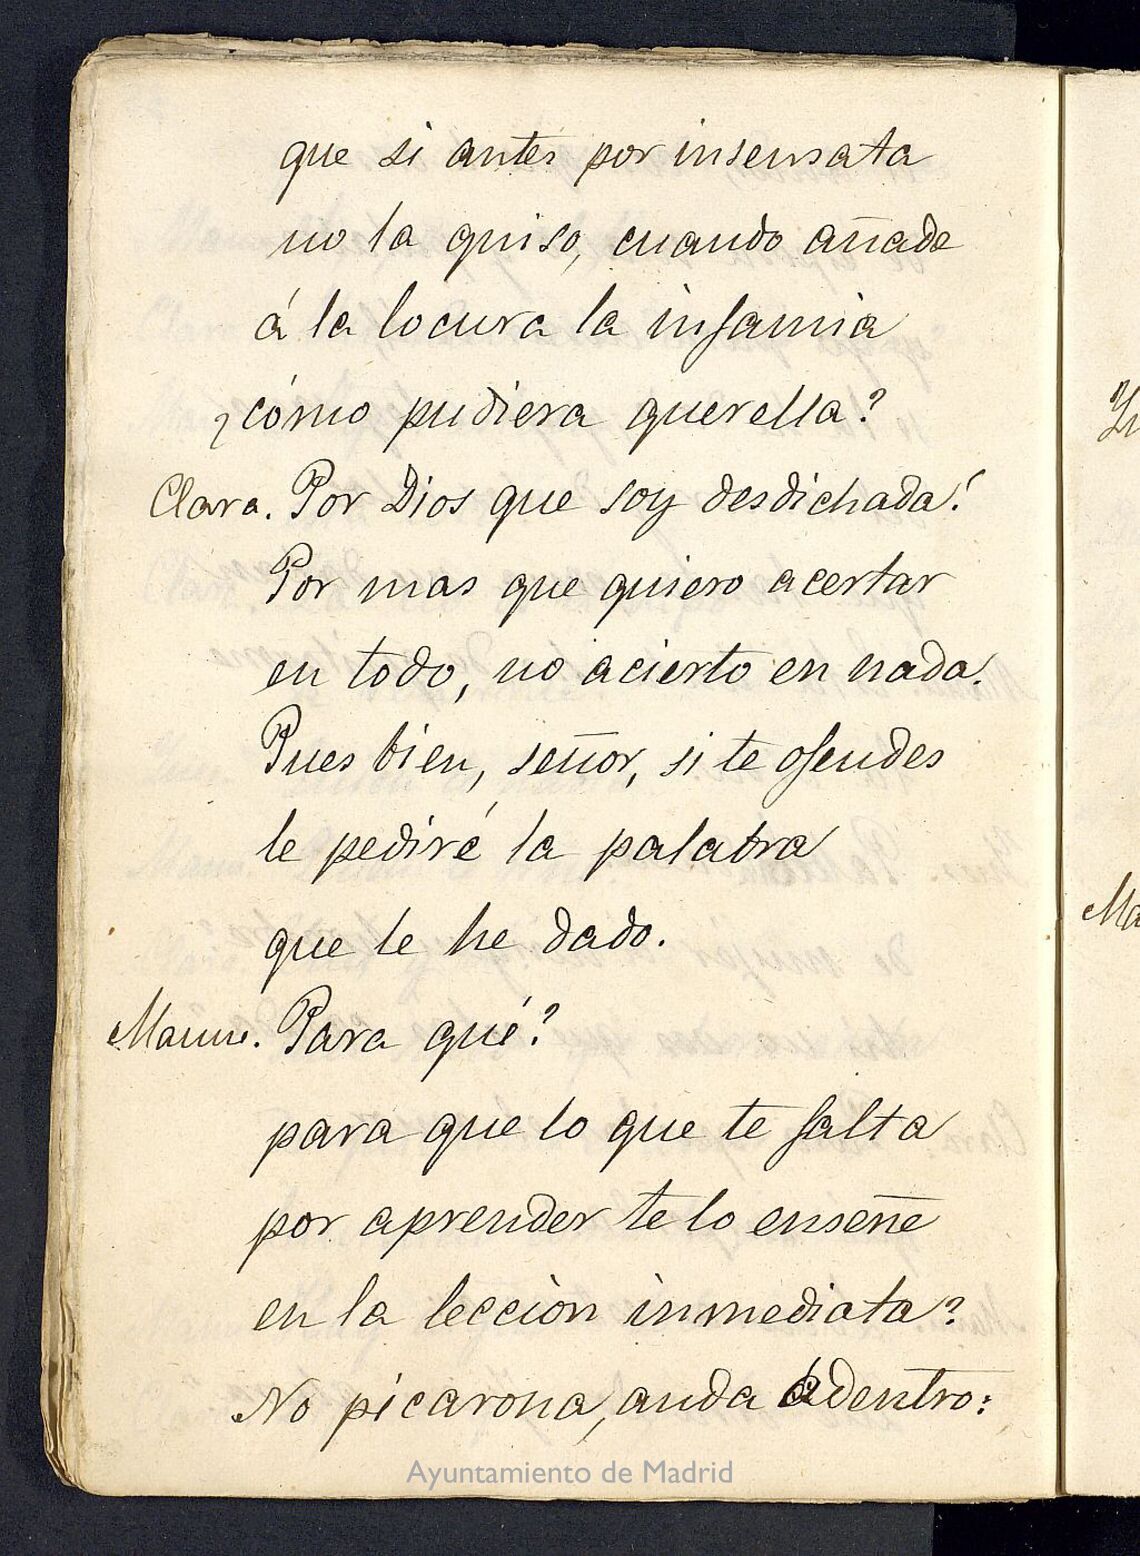 que si antes por insensata
no la quiso, cuando añade
á la locura la infamia
¿cómo pudiera querella?
Clara. Por Dios que soy desdichada!
Por mas que quiero acertar
en todo, no acierto en nada.
Pues bien, señor, si te ofendes
le pediré la palabra
que le he dado.
Para qué?
para que lo que te falta
por aprender te lo enseñe
en la leccion inmediata?
No picarona, anda adentro:
Ayuntamiento de Madrid